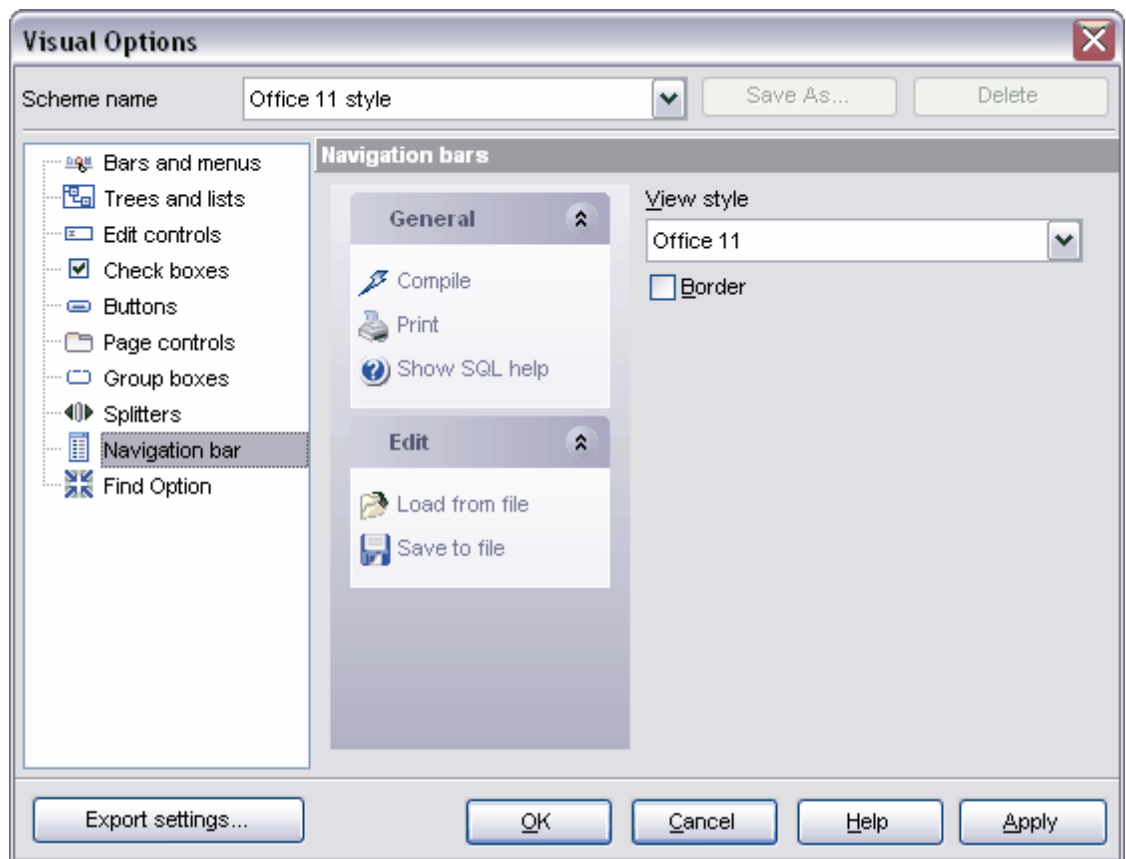 Visual Options
Scheme name
Office 11 style
Save As...
Delete
Bars and menus
Trees and lists
Edit controls
Check boxes
Buttons
Page controls
Group boxes
Splitters
Navigation bar
Find Option
Navigation bars
General
Compile
Print
Show SQL help
Edit
Load from file
Save to file
View style
Office 11
Border
Export settings...
OK
Cancel
Help
Apply